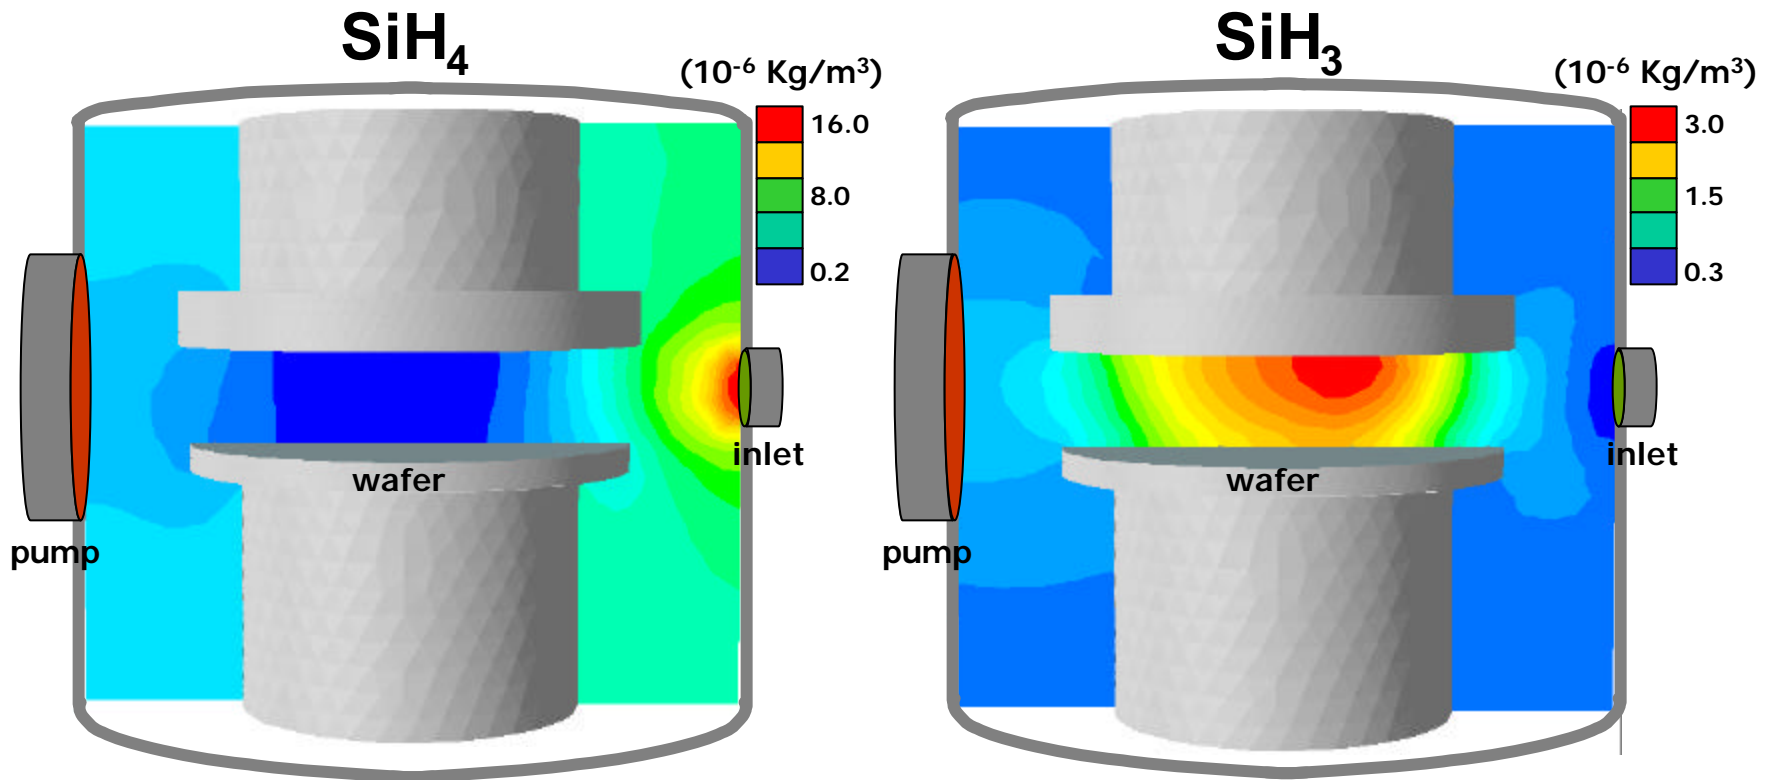 SiH₄
(10⁻⁶ Kg/m³)
16.0
8.0
0.2
inlet
wafer
pump
SiH₃
(10⁻⁶ Kg/m³)
3.0
1.5
0.3
inlet
wafer
pump